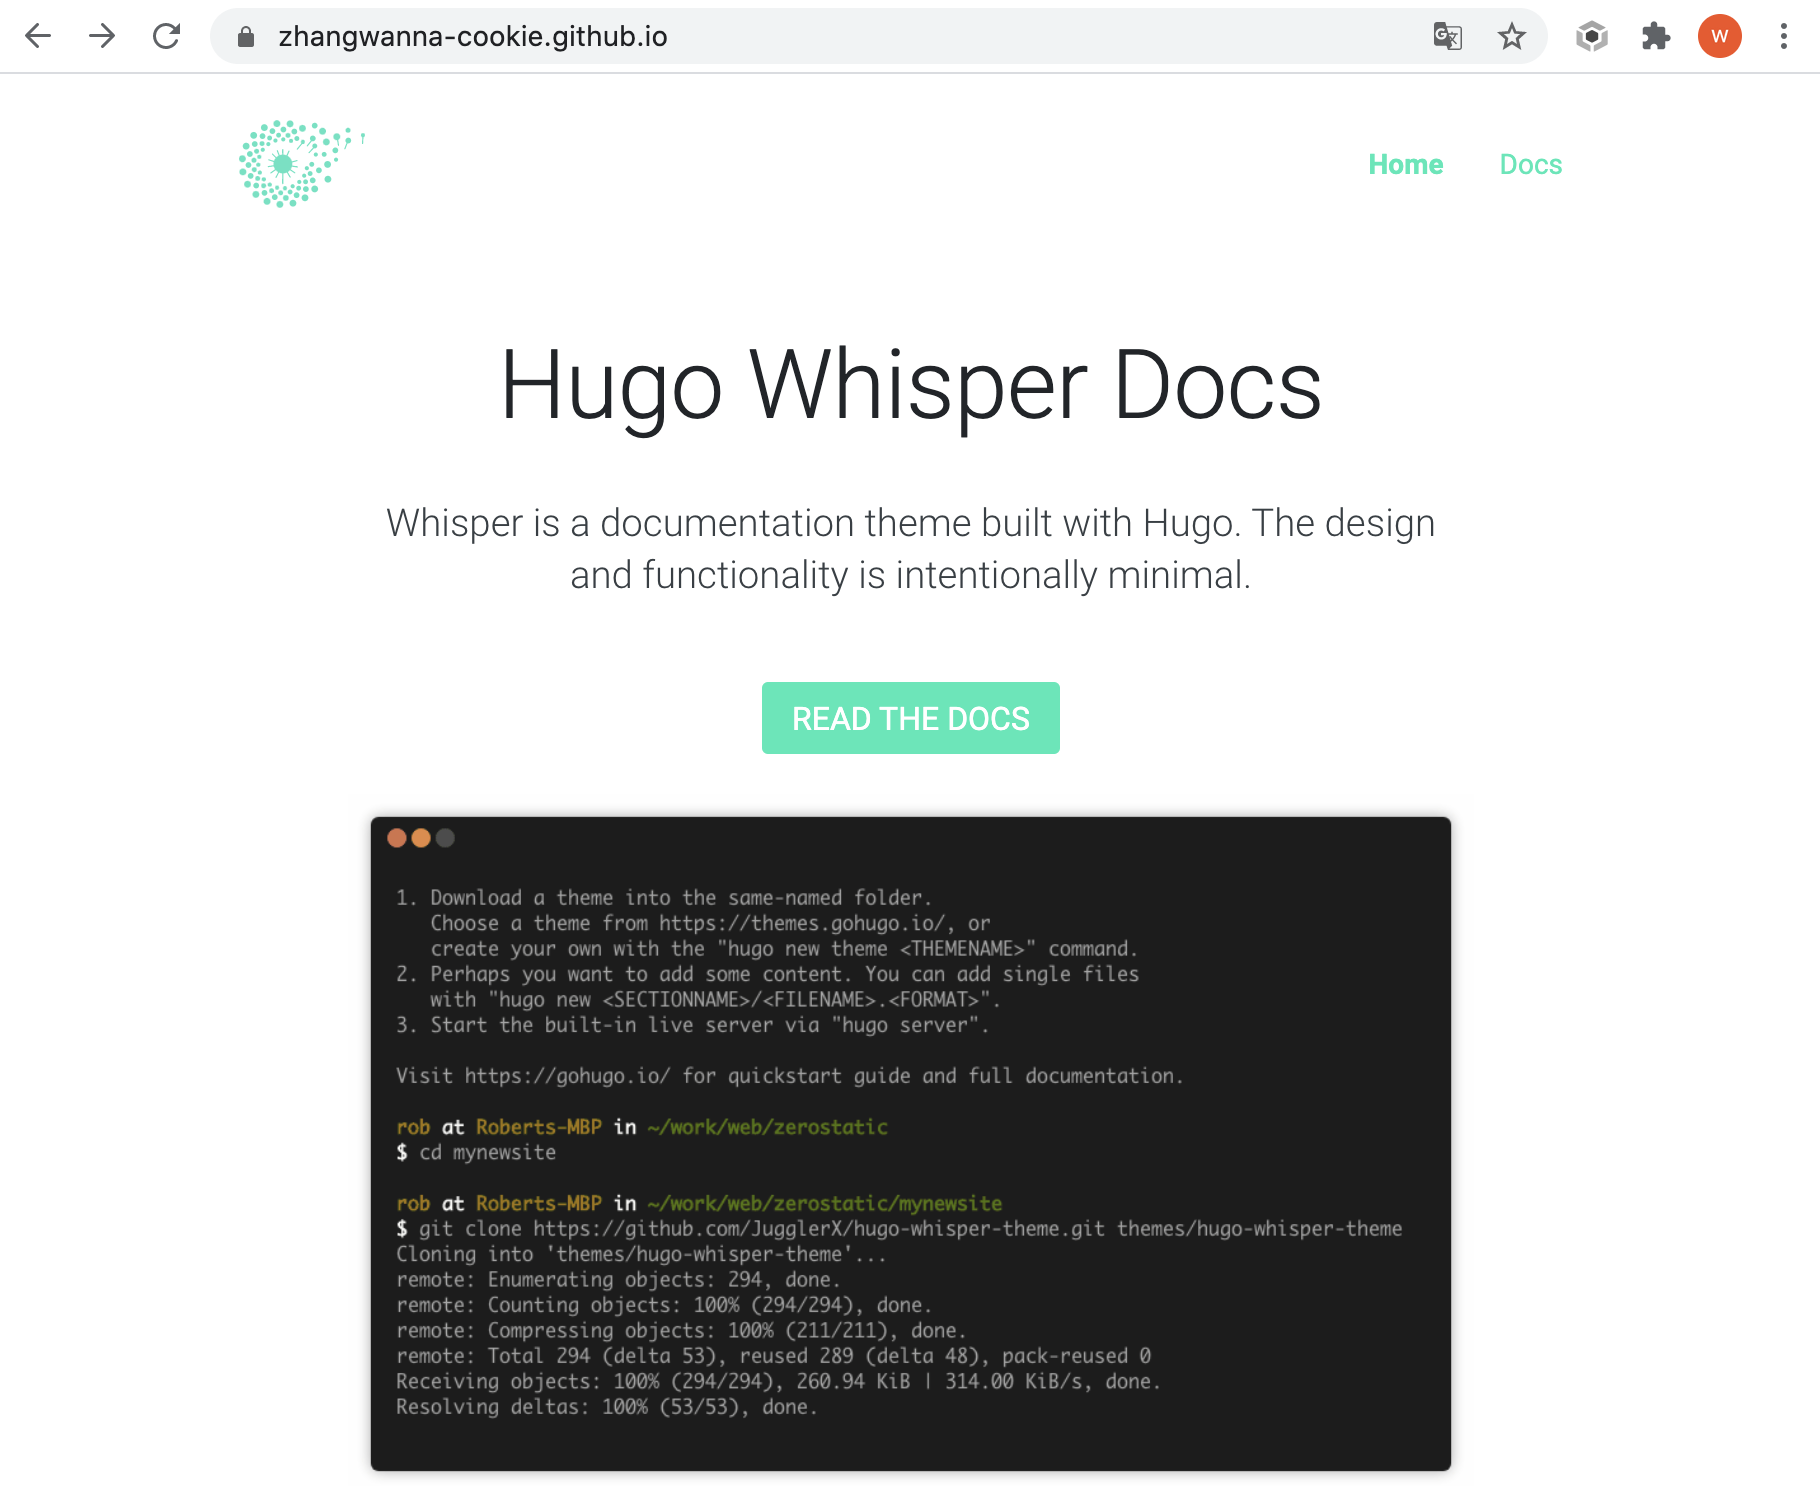 zhangwanna-cookie.github.io
W
Home Docs
Hugo Whisper Docs
Whisper is a documentation theme built with Hugo. The design
and functionality is intentionally minimal.
READ THE DOCS
1. Download a theme into the same-named folder.
Choose a theme from https://themes.gohugo.io/, or
create your own with the "hugo new theme <THEMENAME>" command.
2. Perhaps you want to add some content. You can add single files
with "hugo new <SECTIONNAME>/<FILENAME>.<FORMAT>".
3. Start the built-in live server via "hugo server".
Visit https://gohugo.io/ for quickstart guide and full documentation.
rob at Roberts-MBP in ~/work/web/zerostatic
$ cd mynewsite
rob at Roberts-MBP in ~/work/web/zerostatic/mynewsite
$ git clone https://github.com/JugglerX/hugo-whisper-theme.git themes/hugo-whisper-theme
Cloning into 'themes/hugo-whisper-theme'...
remote: Enumerating objects: 294, done.
remote: Counting objects: 100% (294/294), done.
remote: Compressing objects: 100% (211/211), done.
remote: Total 294 (delta 53), reused 289 (delta 48), pack-reused 0
Receiving objects: 100% (294/294), 260.94 KiB | 314.00 KiB/s, done.
Resolving deltas: 100% (53/53), done.